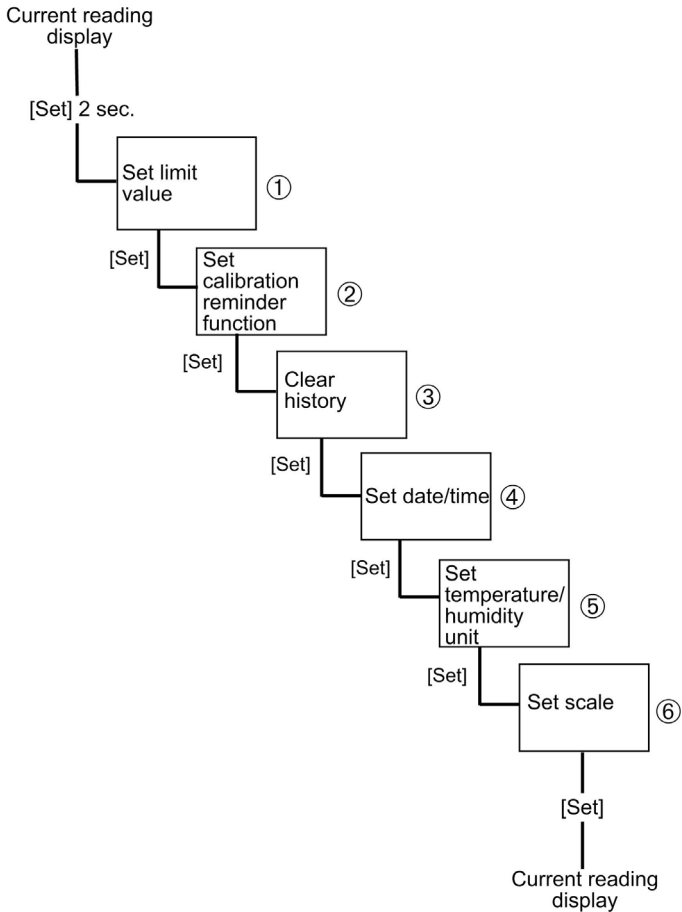 Current reading
display
[Set] 2 sec.
Set limit
value
①
[Set]
Set
calibration
reminder
function
②
[Set]
Clear
history
③
[Set]
Set date/time
④
[Set]
Set
temperature/
humidity
unit
⑤
[Set]
Set scale
⑥
[Set]
Current reading
display